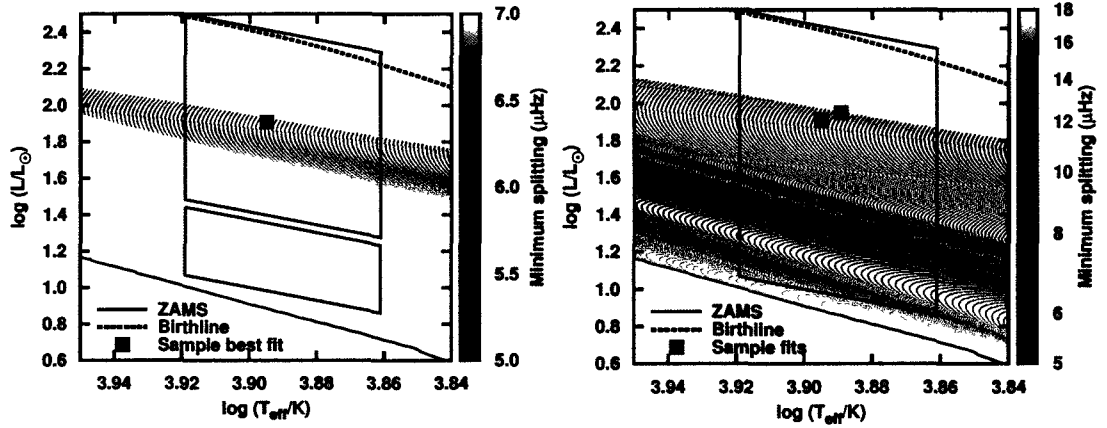 2.4
2.2
2.0
1.8
1.6
1.4
1.2
1.0
0.8
0.6
log (L/L⊙)
ZAMS
Birthline
Sample best fit
3.94 3.92 3.90 3.88 3.86 3.84
log (Teff/K)
7.0
6.5
6.0
5.5
5.0
Minimum splitting (μHz)
2.4
2.2
2.0
1.8
1.6
1.4
1.2
1.0
0.8
0.6
log (L/L⊙)
ZAMS
Birthline
Sample fits
3.94 3.92 3.90 3.88 3.86 3.84
log (Teff/K)
18
16
14
12
10
8
6
5
Minimum splitting (μHz)